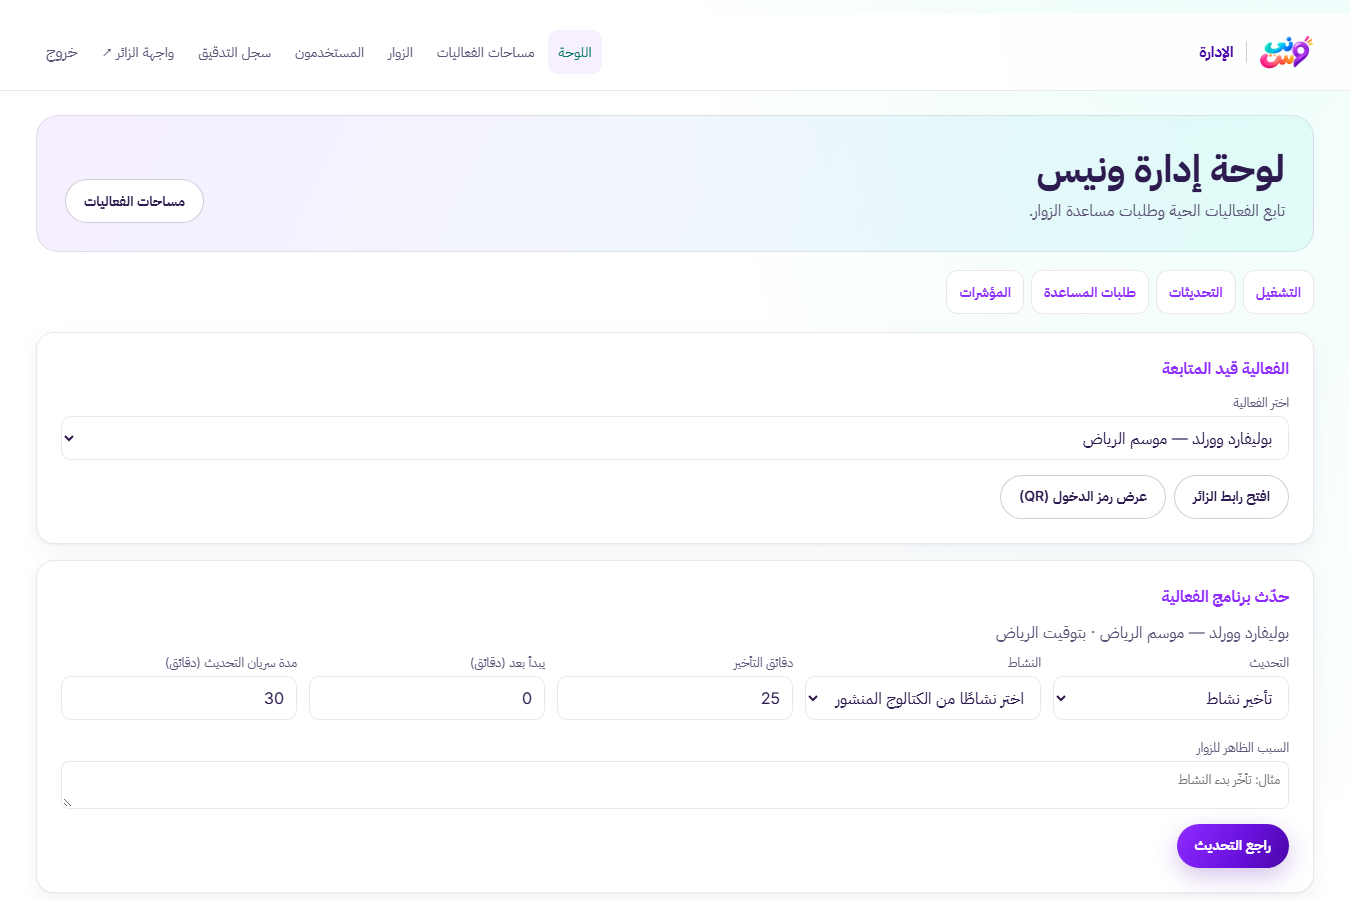 ونيس
الإدارة
اللوحة
مساحات الفعاليات
الزوار
المستخدمون
سجل التدقيق
واجهة الزائر ↗
خروج
لوحة إدارة ونيس
تابع الفعاليات الحية وطلبات مساعدة الزوار.
مساحات الفعاليات
التشغيل
التحديثات
طلبات المساعدة
المؤشرات
الفعالية قيد المتابعة
اختر الفعالية
بوليفارد وورلد — موسم الرياض
افتح رابط الزائر
عرض رمز الدخول (QR)
حدّث برنامج الفعالية
بوليفارد وورلد — موسم الرياض · بتوقيت الرياض
التحديث
النشاط
دقائق التأخير
يبدأ بعد (دقائق)
مدة سريان التحديث (دقائق)
تأخير نشاط
اختر نشاطًا من الكتالوج المنشور
25
0
30
السبب الظاهر للزوار
مثال: تأخّر بدء النشاط
راجع التحديث